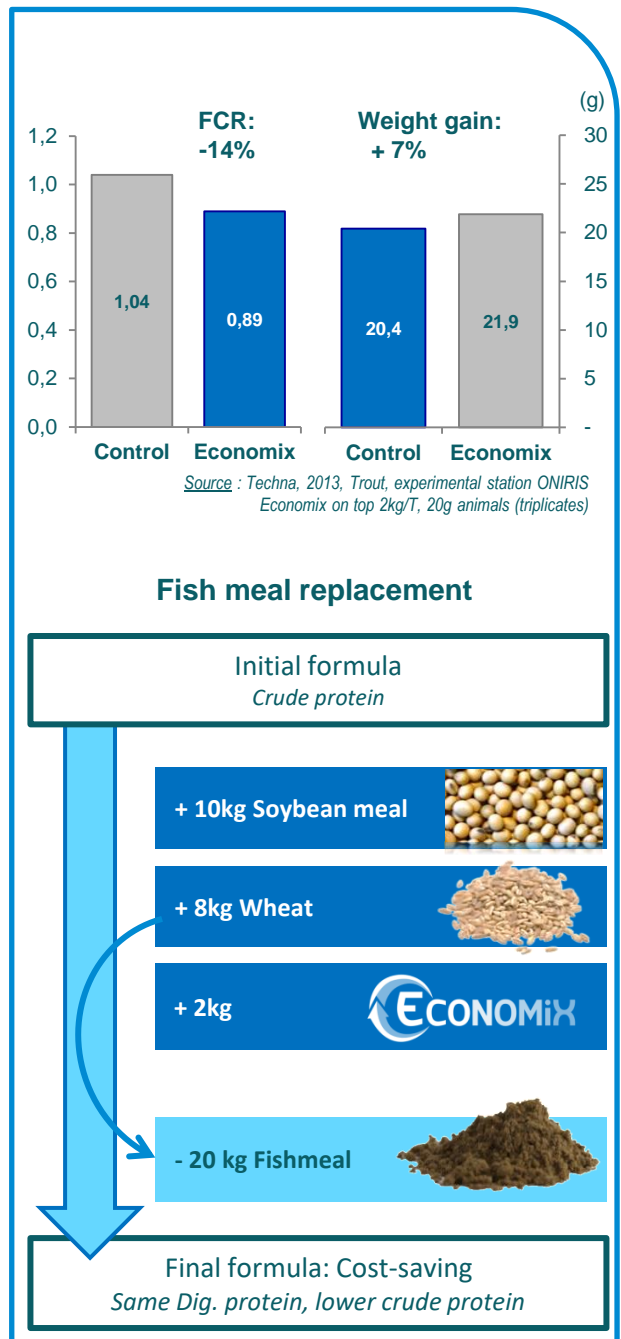 (g)
FCR:
-14%
Weight gain:
+ 7%
1,2
1,0
0,8
0,6
0,4
0,2
0,0
30
25
20
15
10
5
-
1,04
0,89
20,4
21,9
Control Economix Control Economix
Source : Techna, 2013, Trout, experimental station ONIRIS
Economix on top 2kg/T, 20g animals (triplicates)
Fish meal replacement
Initial formula
Crude protein
+ 10kg Soybean meal
+ 8kg Wheat
+ 2kg ECONOMiX
- 20 kg Fishmeal
Final formula: Cost-saving
Same Dig. protein, lower crude protein